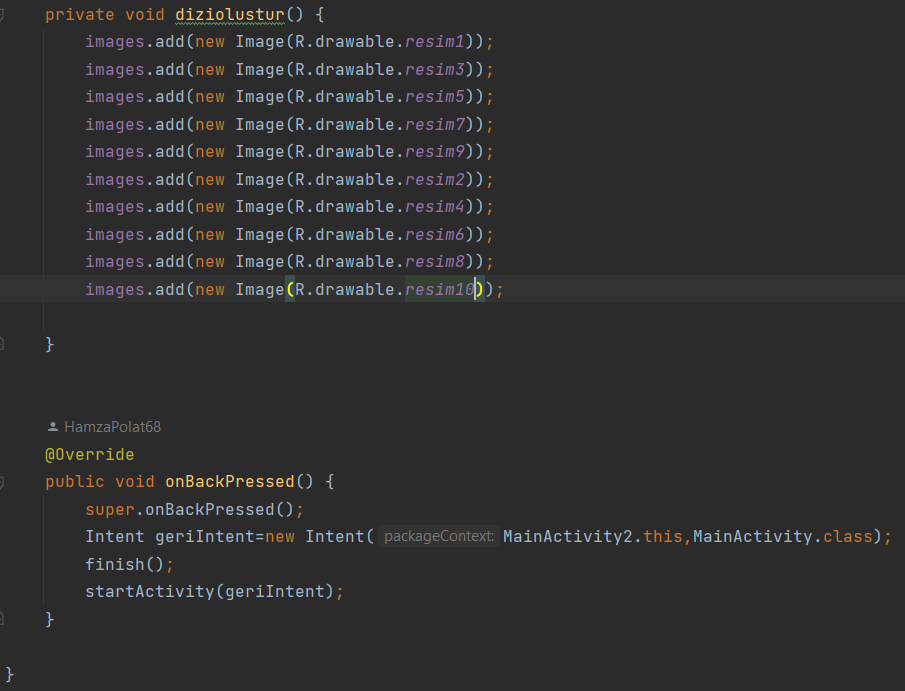 private void diziolustur() {
images.add(new Image(R.drawable.resim1));
images.add(new Image(R.drawable.resim3));
images.add(new Image(R.drawable.resim5));
images.add(new Image(R.drawable.resim7));
images.add(new Image(R.drawable.resim9));
images.add(new Image(R.drawable.resim2));
images.add(new Image(R.drawable.resim4));
images.add(new Image(R.drawable.resim6));
images.add(new Image(R.drawable.resim8));
images.add(new Image(R.drawable.resim10));
}
HamzaPolat68
@Override
public void onBackPressed() {
super.onBackPressed();
Intent geriIntent=new Intent( packageContext: MainActivity2.this,MainActivity.class);
finish();
startActivity(geriIntent);
}
}